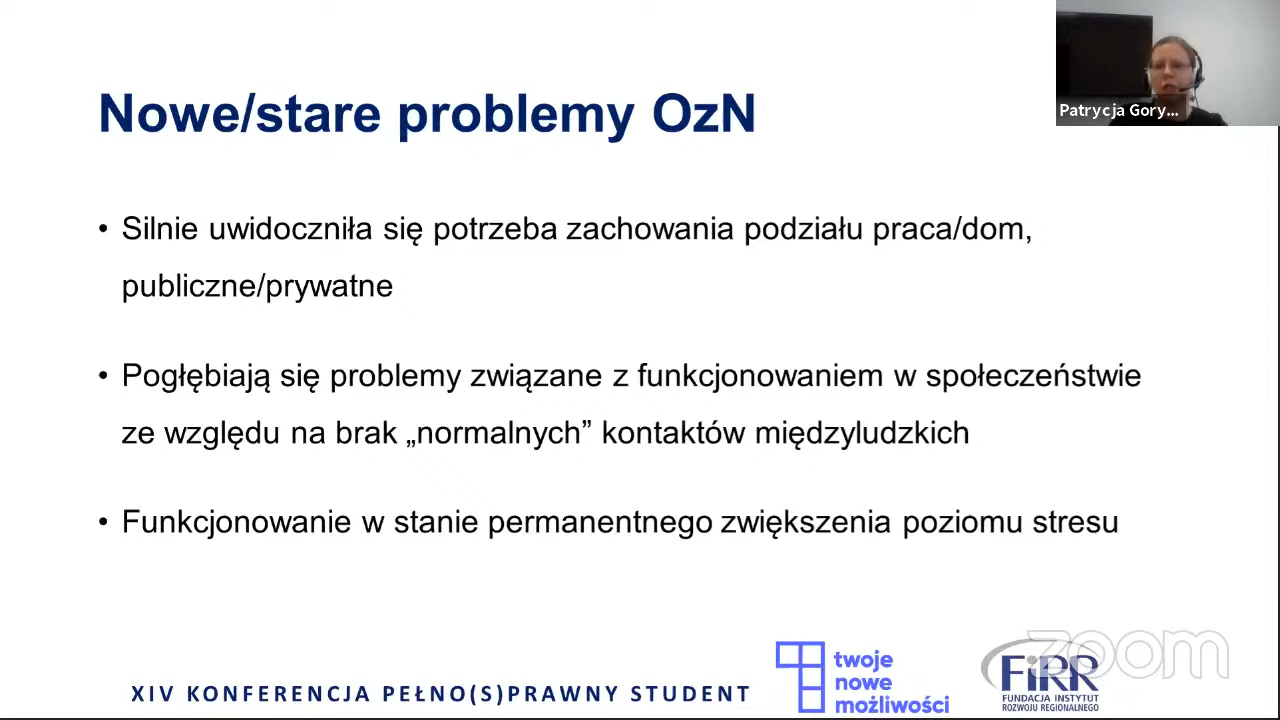 Nowe/stare problemy OzN
Patrycja Gory...
• Silnie uwidoczniła się potrzeba zachowania podziału praca/dom,
publiczne/prywatne
• Pogłębiają się problemy związane z funkcjonowaniem w społeczeństwie
ze względu na brak „normalnych” kontaktów międzyludzkich
• Funkcjonowanie w stanie permanentnego zwiększenia poziomu stresu
XIV KONFERENCJA PEŁNO(S)PRAWNY STUDENT
twoje
nowe
możliwości
FiRR
FUNDACJA INSTYTUT
ROZWOJU REGIONALNEGO
zoom